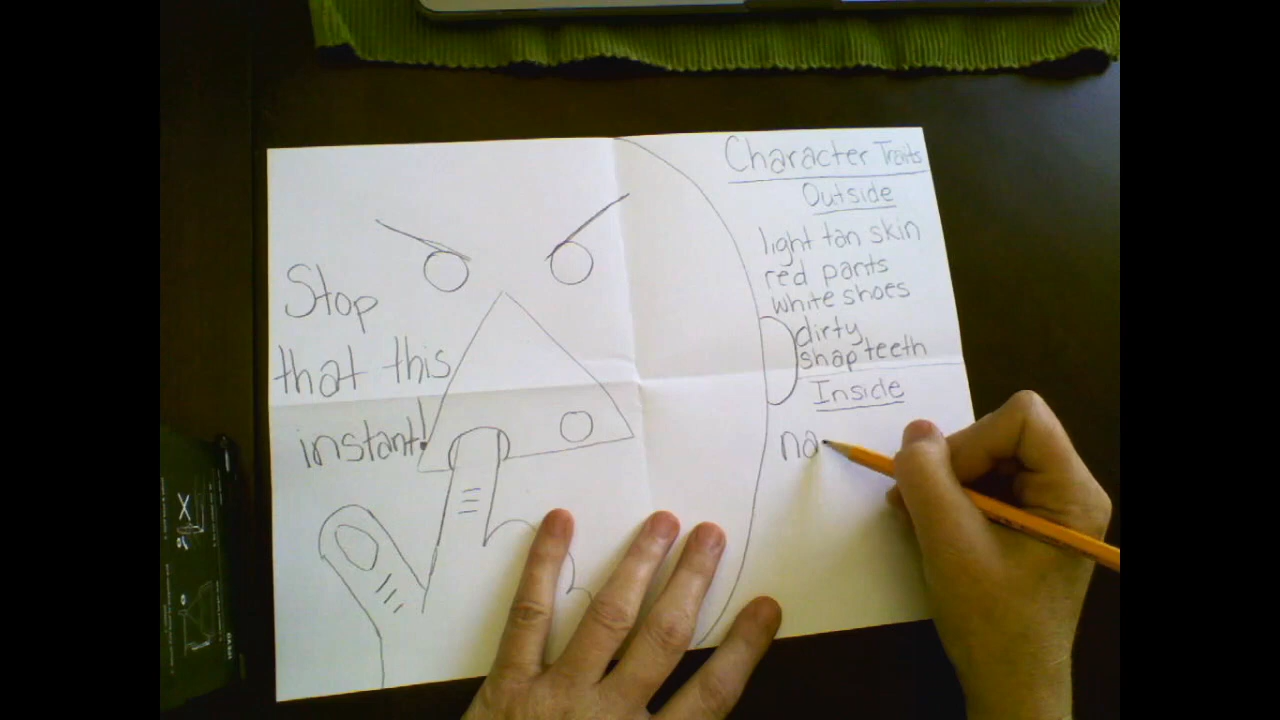 Stop
that this
instant!
Character Traits
Outside
light tan skin
red pants
white shoes
dirty
shap teeth
Inside
na